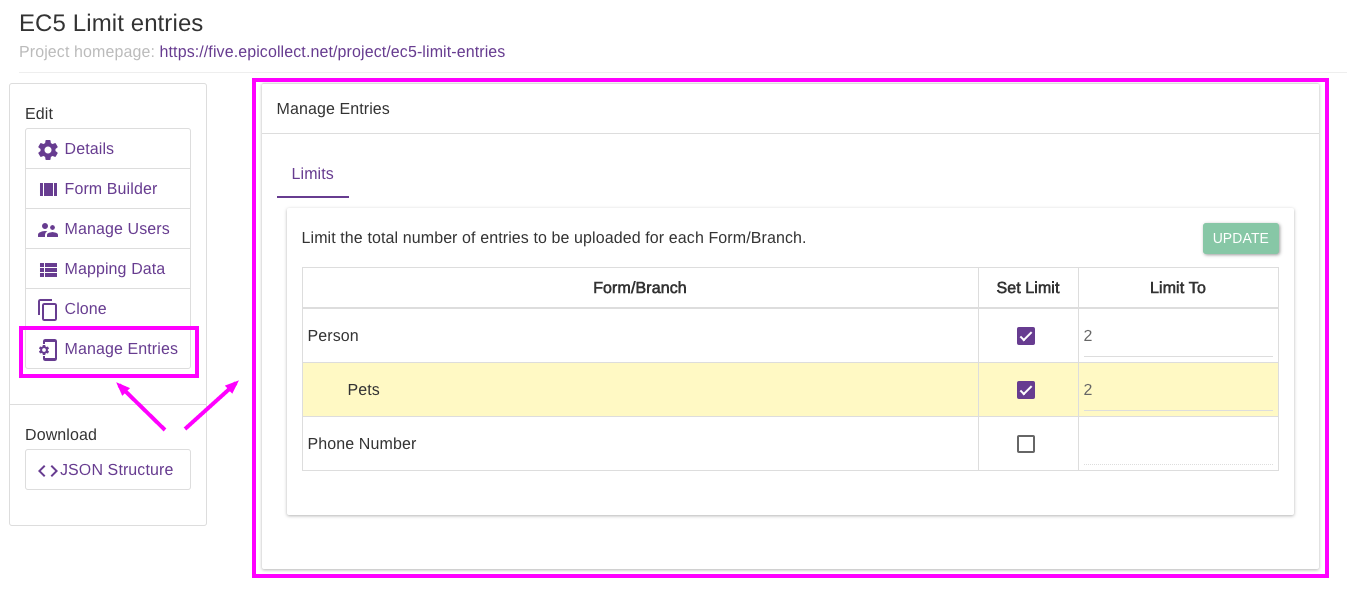 EC5 Limit entries
Project homepage: https://five.epicollect.net/project/ec5-limit-entries
Edit
Details
Form Builder
Manage Users
Mapping Data
Clone
Manage Entries
Download
JSON Structure
Manage Entries
Limits
Limit the total number of entries to be uploaded for each Form/Branch. UPDATE
Form/Branch Set Limit Limit To
Person 2
Pets 2
Phone Number